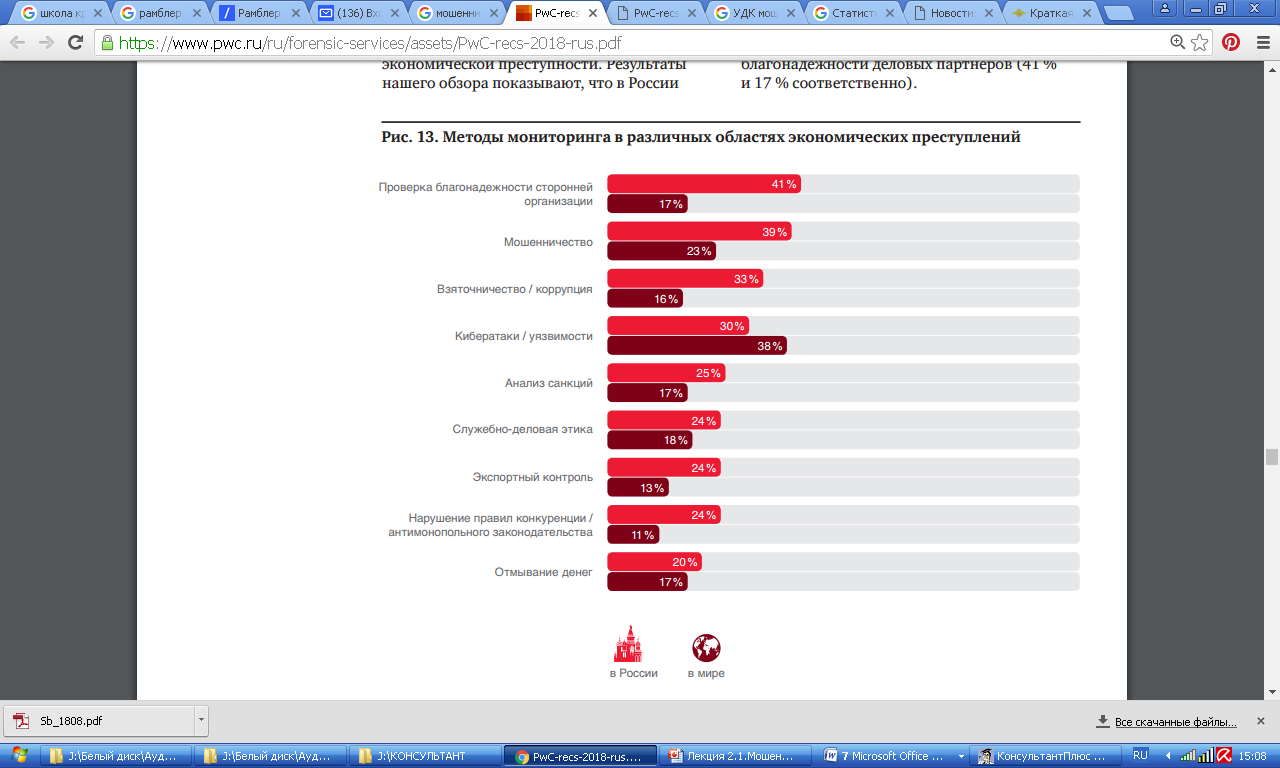 школа кр
рамблер
Рамблер
(136) Вхо
мошенни
PwC-recs
PwC-recs
УДК мош
Статисти
Новости
Краткая
https://www.pwc.ru/ru/forensic-services/assets/PwC-recs-2018-rus.pdf
экономической преступности. Результаты
нашего обзора показывают, что в России
благонадежности деловых партнеров (41 %
и 17 % соответственно).
Рис. 13. Методы мониторинга в различных областях экономических преступлений
Проверка благонадежности сторонней
организации
41 %
17 %
Мошенничество
39 %
23 %
Взяточничество / коррупция
33 %
16 %
Кибератаки / уязвимости
30 %
38 %
Анализ санкций
25 %
17 %
Служебно-деловая этика
24 %
18 %
Экспортный контроль
24 %
13 %
Нарушение правил конкуренции /
антимонопольного законодательства
24 %
11 %
Отмывание денег
20 %
17 %
в России
в мире
Sb_1808.pdf
Все скачанные файлы...
J:\Белый диск\Ауд...
J:\Белый диск\Ауд...
J:\КОНСУЛЬТАНТ
PwC-recs-2018-rus....
Лекция 2.1.Мошен...
7 Microsoft Office ...
КонсультантПлюс ...
RU
15:08